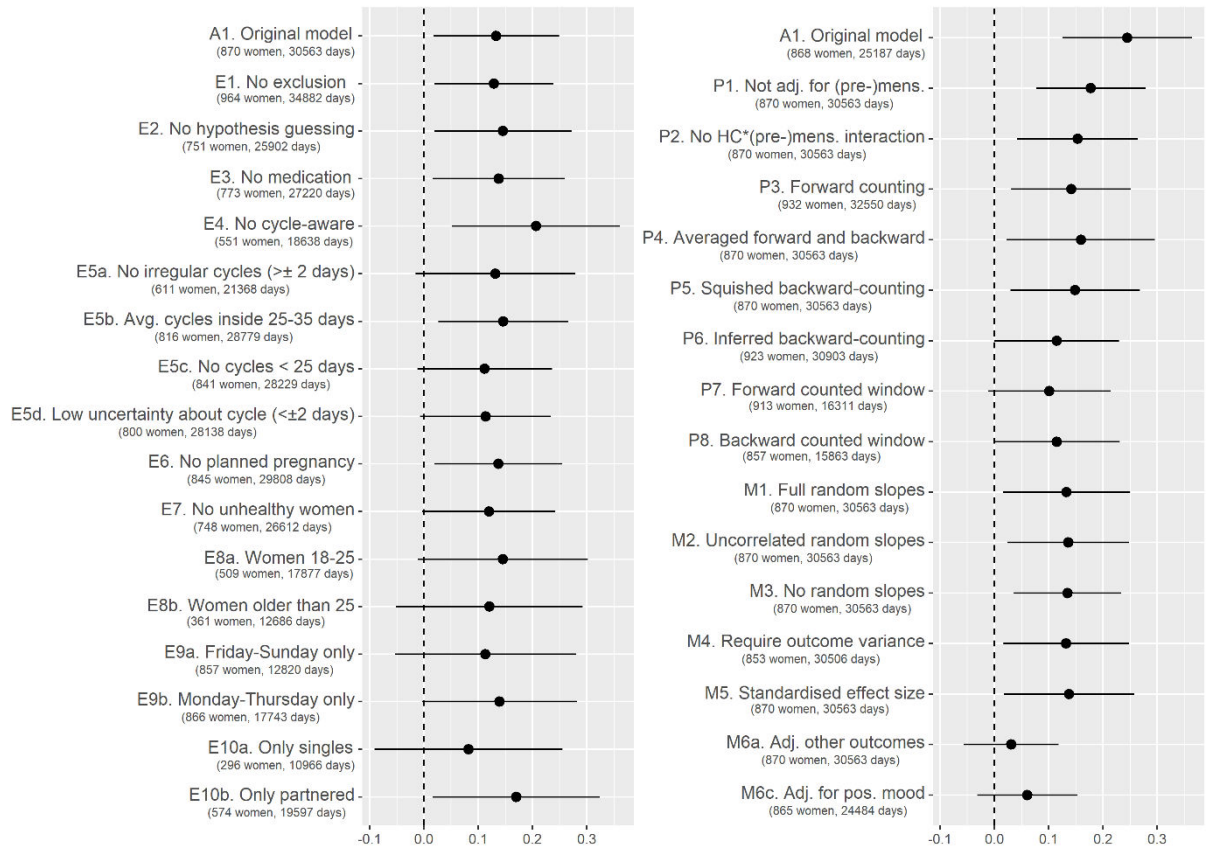 A1. Original model
(870 women, 30563 days)
E1. No exclusion
(964 women, 34882 days)
E2. No hypothesis guessing
(751 women, 25902 days)
E3. No medication
(773 women, 27220 days)
E4. No cycle-aware
(551 women, 18638 days)
E5a. No irregular cycles (>± 2 days)
(611 women, 21368 days)
E5b. Avg. cycles inside 25-35 days
(816 women, 28779 days)
E5c. No cycles < 25 days
(841 women, 28229 days)
E5d. Low uncertainty about cycle (<±2 days)
(800 women, 28138 days)
E6. No planned pregnancy
(845 women, 29808 days)
E7. No unhealthy women
(748 women, 26612 days)
E8a. Women 18-25
(509 women, 17877 days)
E8b. Women older than 25
(361 women, 12686 days)
E9a. Friday-Sunday only
(857 women, 12820 days)
E9b. Monday-Thursday only
(866 women, 17743 days)
E10a. Only singles
(296 women, 10966 days)
E10b. Only partnered
(574 women, 19597 days)
-0.1 0.0 0.1 0.2 0.3
A1. Original model
(868 women, 25187 days)
P1. Not adj. for (pre-)mens.
(870 women, 30563 days)
P2. No HC*(pre-)mens. interaction
(870 women, 30563 days)
P3. Forward counting
(932 women, 32550 days)
P4. Averaged forward and backward
(870 women, 30563 days)
P5. Squished backward-counting
(870 women, 30563 days)
P6. Inferred backward-counting
(923 women, 30903 days)
P7. Forward counted window
(913 women, 16311 days)
P8. Backward counted window
(857 women, 15863 days)
M1. Full random slopes
(870 women, 30563 days)
M2. Uncorrelated random slopes
(870 women, 30563 days)
M3. No random slopes
(870 women, 30563 days)
M4. Require outcome variance
(853 women, 30506 days)
M5. Standardised effect size
(870 women, 30563 days)
M6a. Adj. other outcomes
(870 women, 30563 days)
M6c. Adj. for pos. mood
(865 women, 24484 days)
-0.1 0.0 0.1 0.2 0.3